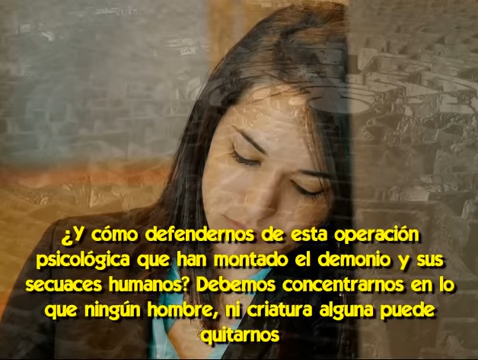 ¿Y cómo defendernos de esta operación
psicológica que han montado el demonio y sus
secuaces humanos? Debemos concentrarnos en lo
que ningún hombre, ni criatura alguna puede
quitarnos